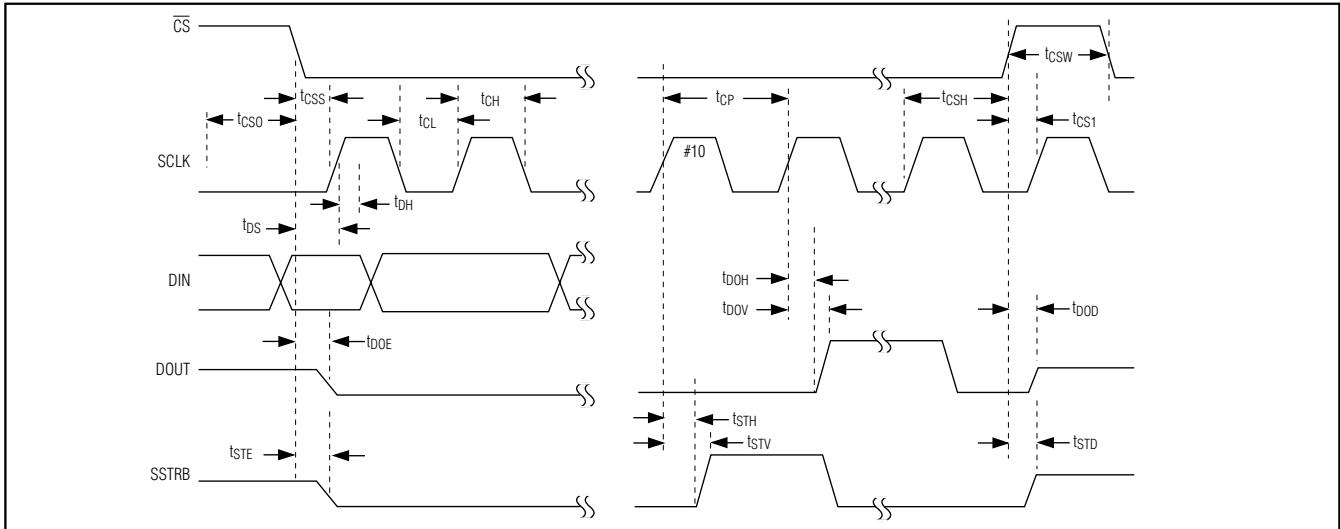 CS
tCSW
tCSS
tCH
tCP
tCSH
tCSO
tCL
tCS1
SCLK
#10
tDH
tDS
DIN
tDOH
tDOV
tDOD
tDOE
DOUT
tSTH
tSTV
tSTE
tSTD
SSTRB